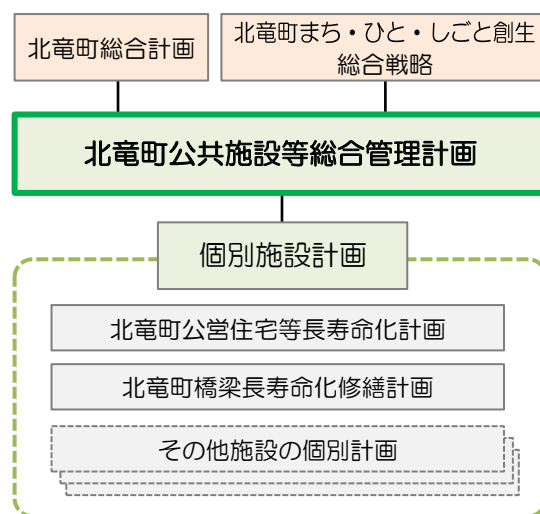 北竜町総合計画
北竜町まち・ひと・しごと創生
総合戦略
北竜町公共施設等総合管理計画
個別施設計画
北竜町公営住宅等長寿命化計画
北竜町橋梁長寿命化修繕計画
その他施設の個別計画